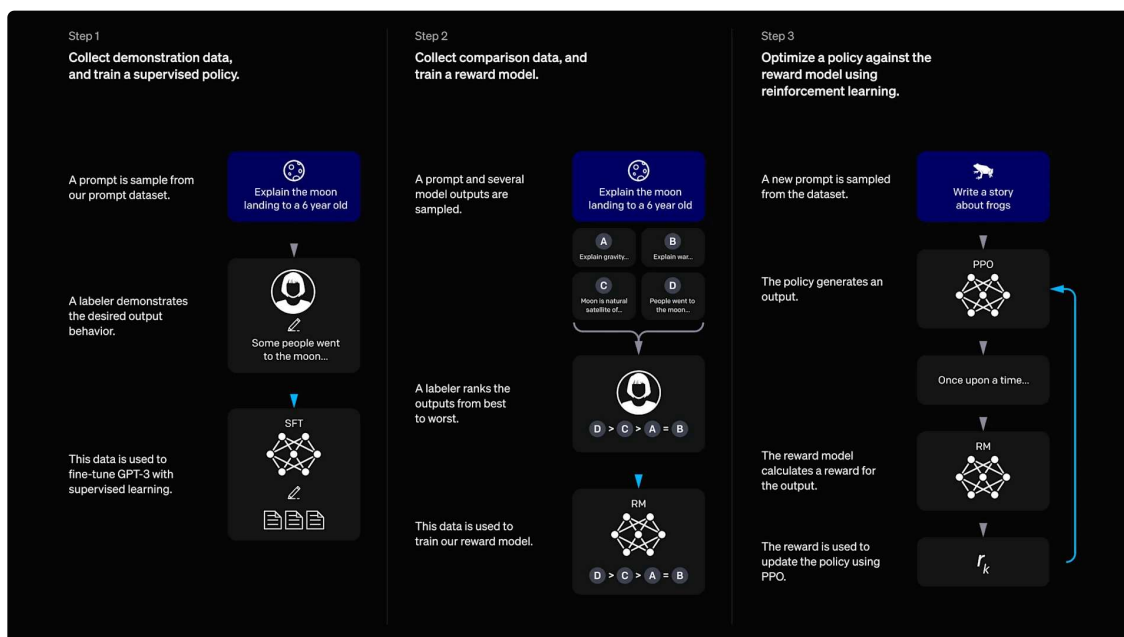 Step 1
Collect demonstration data,
and train a supervised policy.
A prompt is sample from
our prompt dataset.
Explain the moon
landing to a 6 year old
A labeler demonstrates
the desired output
behavior.
Some people went
to the moon...
This data is used to
fine-tune GPT-3 with
supervised learning.
SFT
Step 2
Collect comparison data, and
train a reward model.
A prompt and several
model outputs are
sampled.
Explain the moon
landing to a 6 year old
A
Explain gravity...
B
Explain war...
C
Moon is natural
satellite of...
D
People went to
the moon...
A labeler ranks the
outputs from best
to worst.
D > C > A = B
This data is used to
train our reward model.
RM
D > C > A = B
Step 3
Optimize a policy against the
reward model using
reinforcement learning.
A new prompt is sampled
from the dataset.
Write a story
about frogs
The policy generates an
output.
PPO
Once upon a time...
The reward model
calculates a reward for
the output.
RM
The reward is used to
update the policy using
PPO.
rk